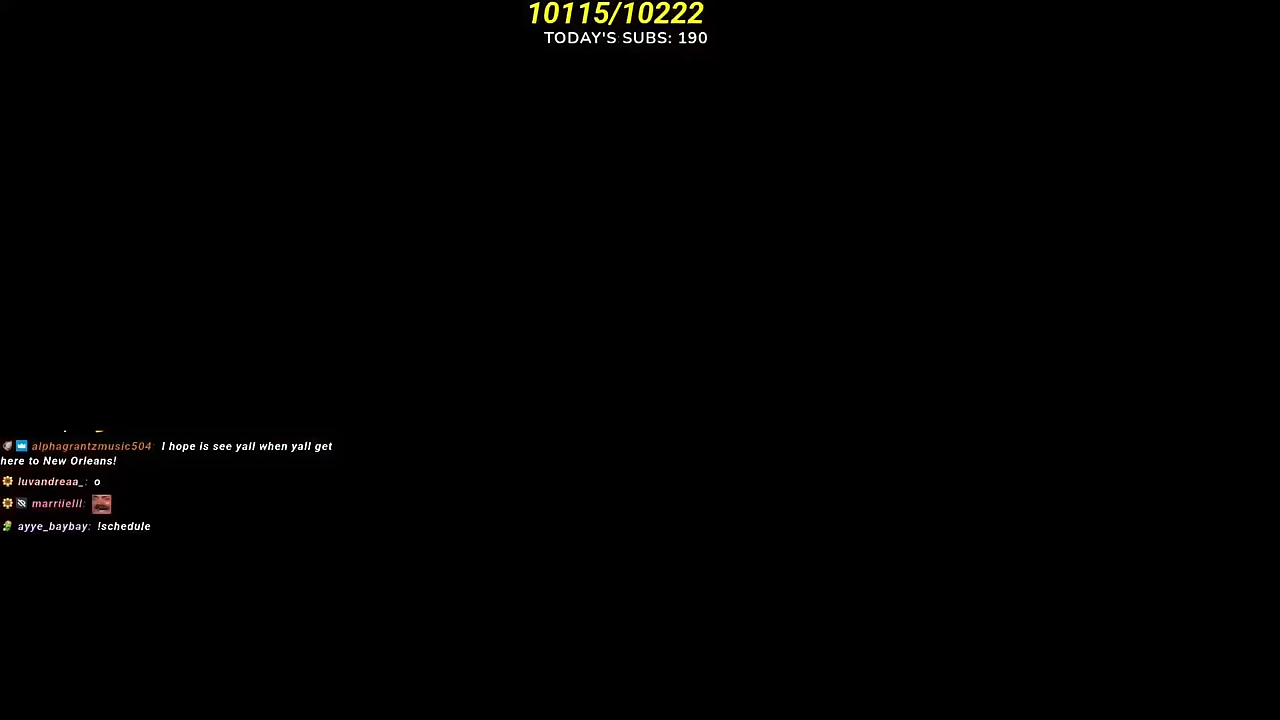 10115/10222
TODAY'S SUBS: 190
alphagrantzmusic504: I hope is see yall when yall get
here to New Orleans!
luvandreaa_: o
marriielll:
ayye_baybay: !schedule